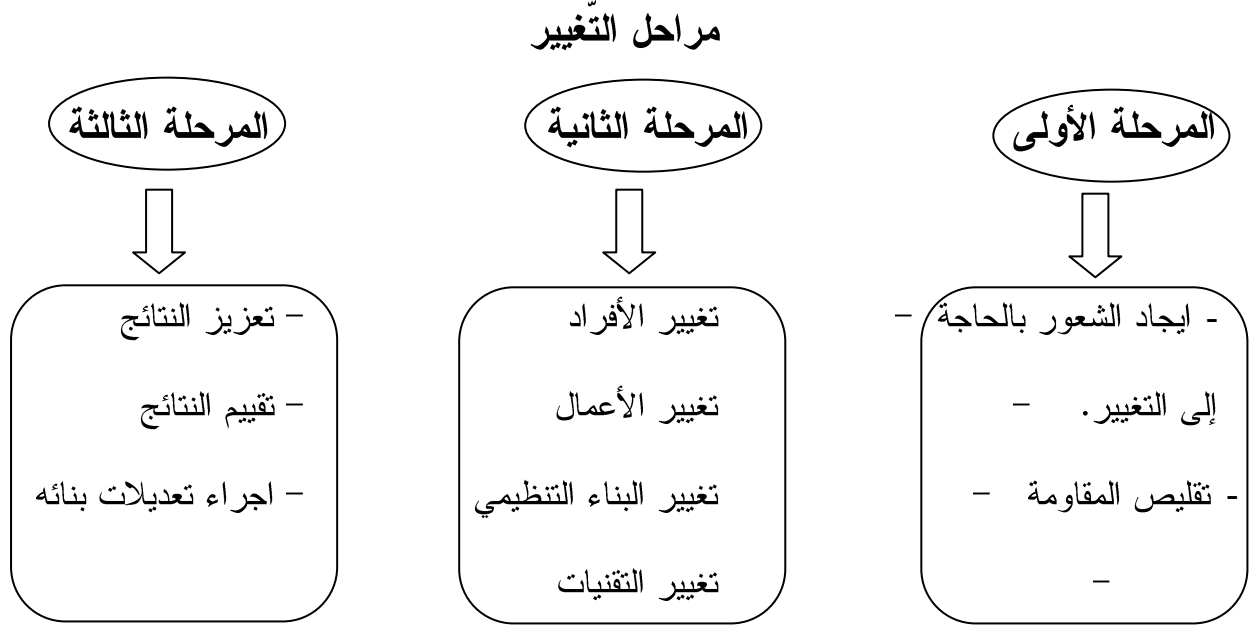 مراحل التّغيير
المرحلة الأولى
المرحلة الثانية
المرحلة الثالثة
- ايجاد الشعور بالحاجة –
إلى التغيير. –
- تقليص المقاومة –
–
تغيير الأفراد
تغيير الأعمال
تغيير البناء التنظيمي
تغيير التقنيات
– تعزيز النتائج
– تقييم النتائج
– اجراء تعديلات بنائه